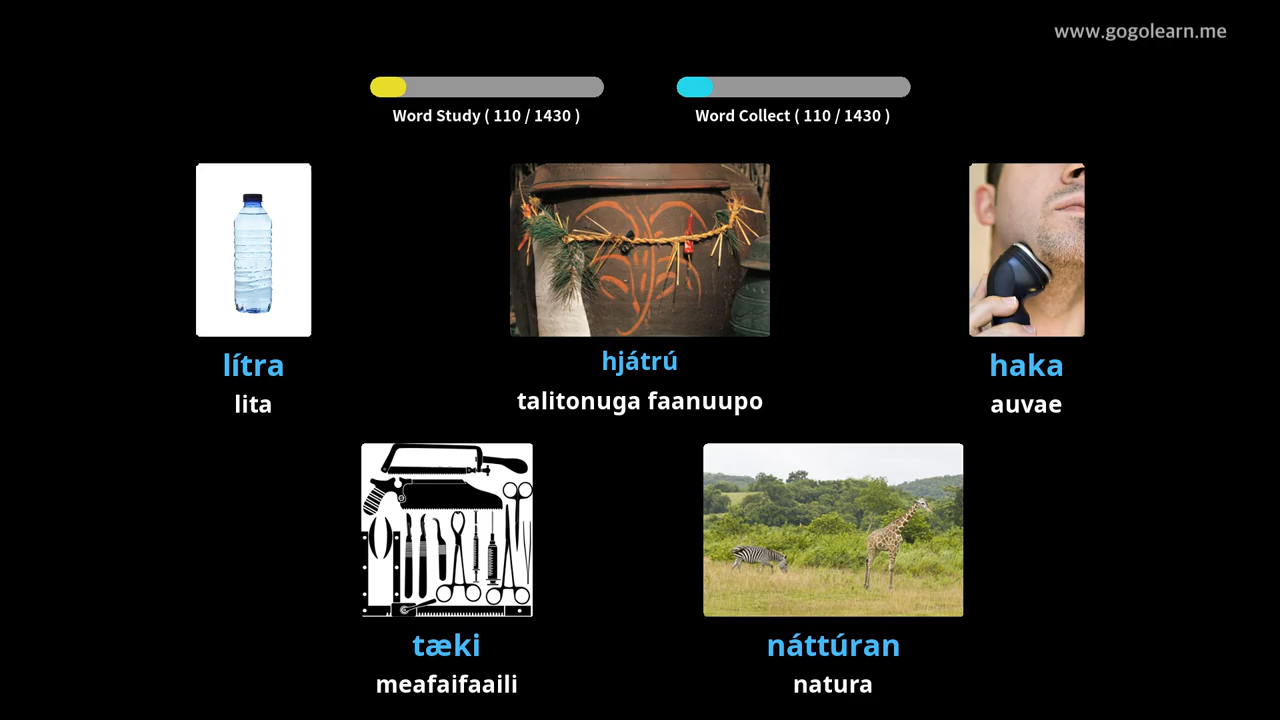 www.gogolearn.me
Word Study ( 110 / 1430 )
Word Collect ( 110 / 1430 )
lítra
lita
hjátrú
talitonuga faanuupo
haka
auvae
tæki
meafaifaaili
náttúran
natura